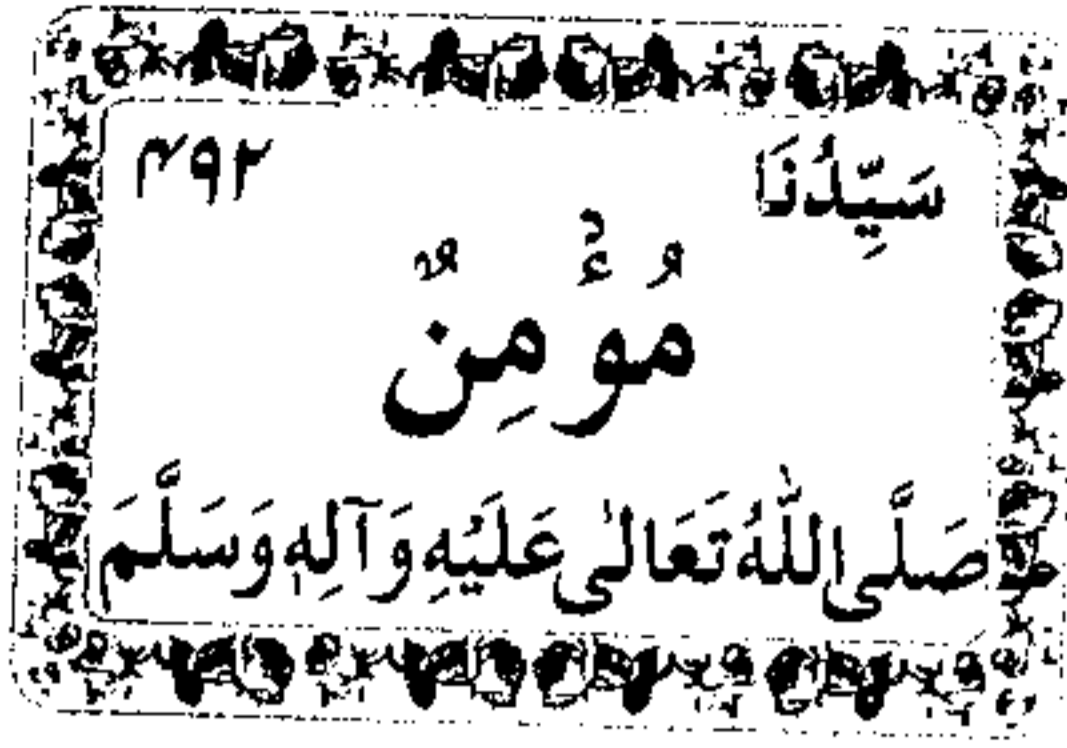 سَيِّدُنَا ۴۹۲
مُؤْمِنٌ
صَلَّى اللّٰهُ تَعَالٰى عَلَيْهِ وَآلِهٖ وَسَلَّمَ